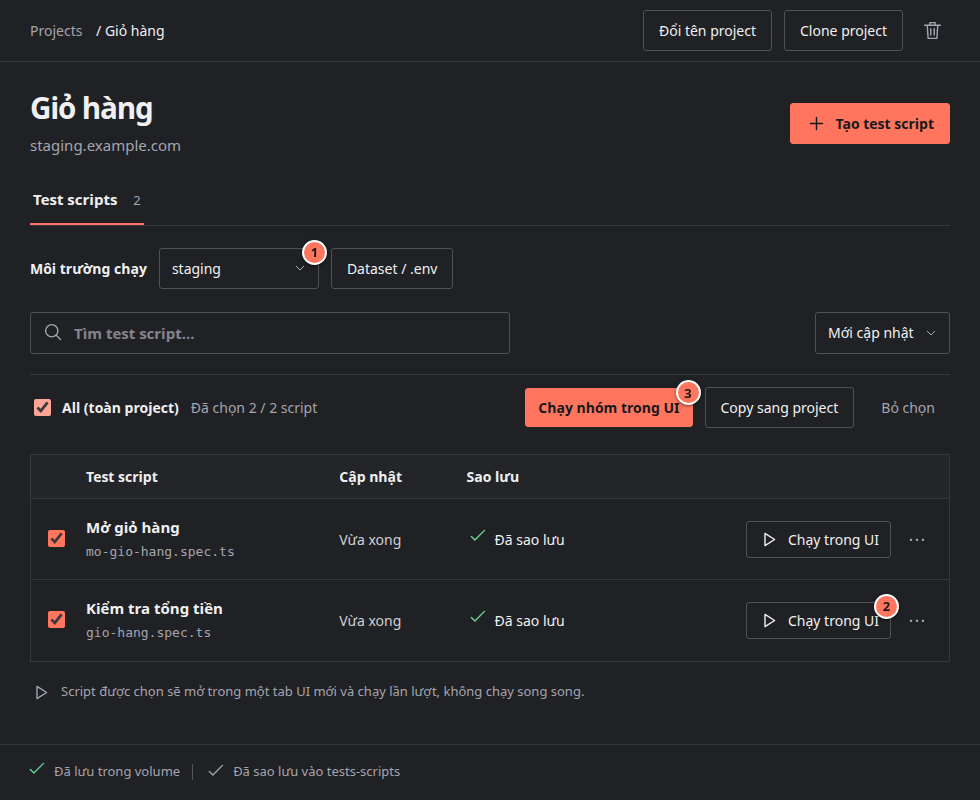 Projects / Giỏ hàng
Đổi tên project
Clone project
Giỏ hàng
staging.example.com
Tạo test script
Test scripts 2
Môi trường chạy
staging
1
Dataset / .env
Tìm test script...
Mới cập nhật
All (toàn project) Đã chọn 2 / 2 script
Chạy nhóm trong UI
3
Copy sang project
Bỏ chọn
Test script Cập nhật Sao lưu
Mở giỏ hàng
mo-gio-hang.spec.ts
Vừa xong
Đã sao lưu
Chạy trong UI
Kiểm tra tổng tiền
gio-hang.spec.ts
Vừa xong
Đã sao lưu
Chạy trong UI
2
Script được chọn sẽ mở trong một tab UI mới và chạy lần lượt, không chạy song song.
Đã lưu trong volume
Đã sao lưu vào tests-scripts